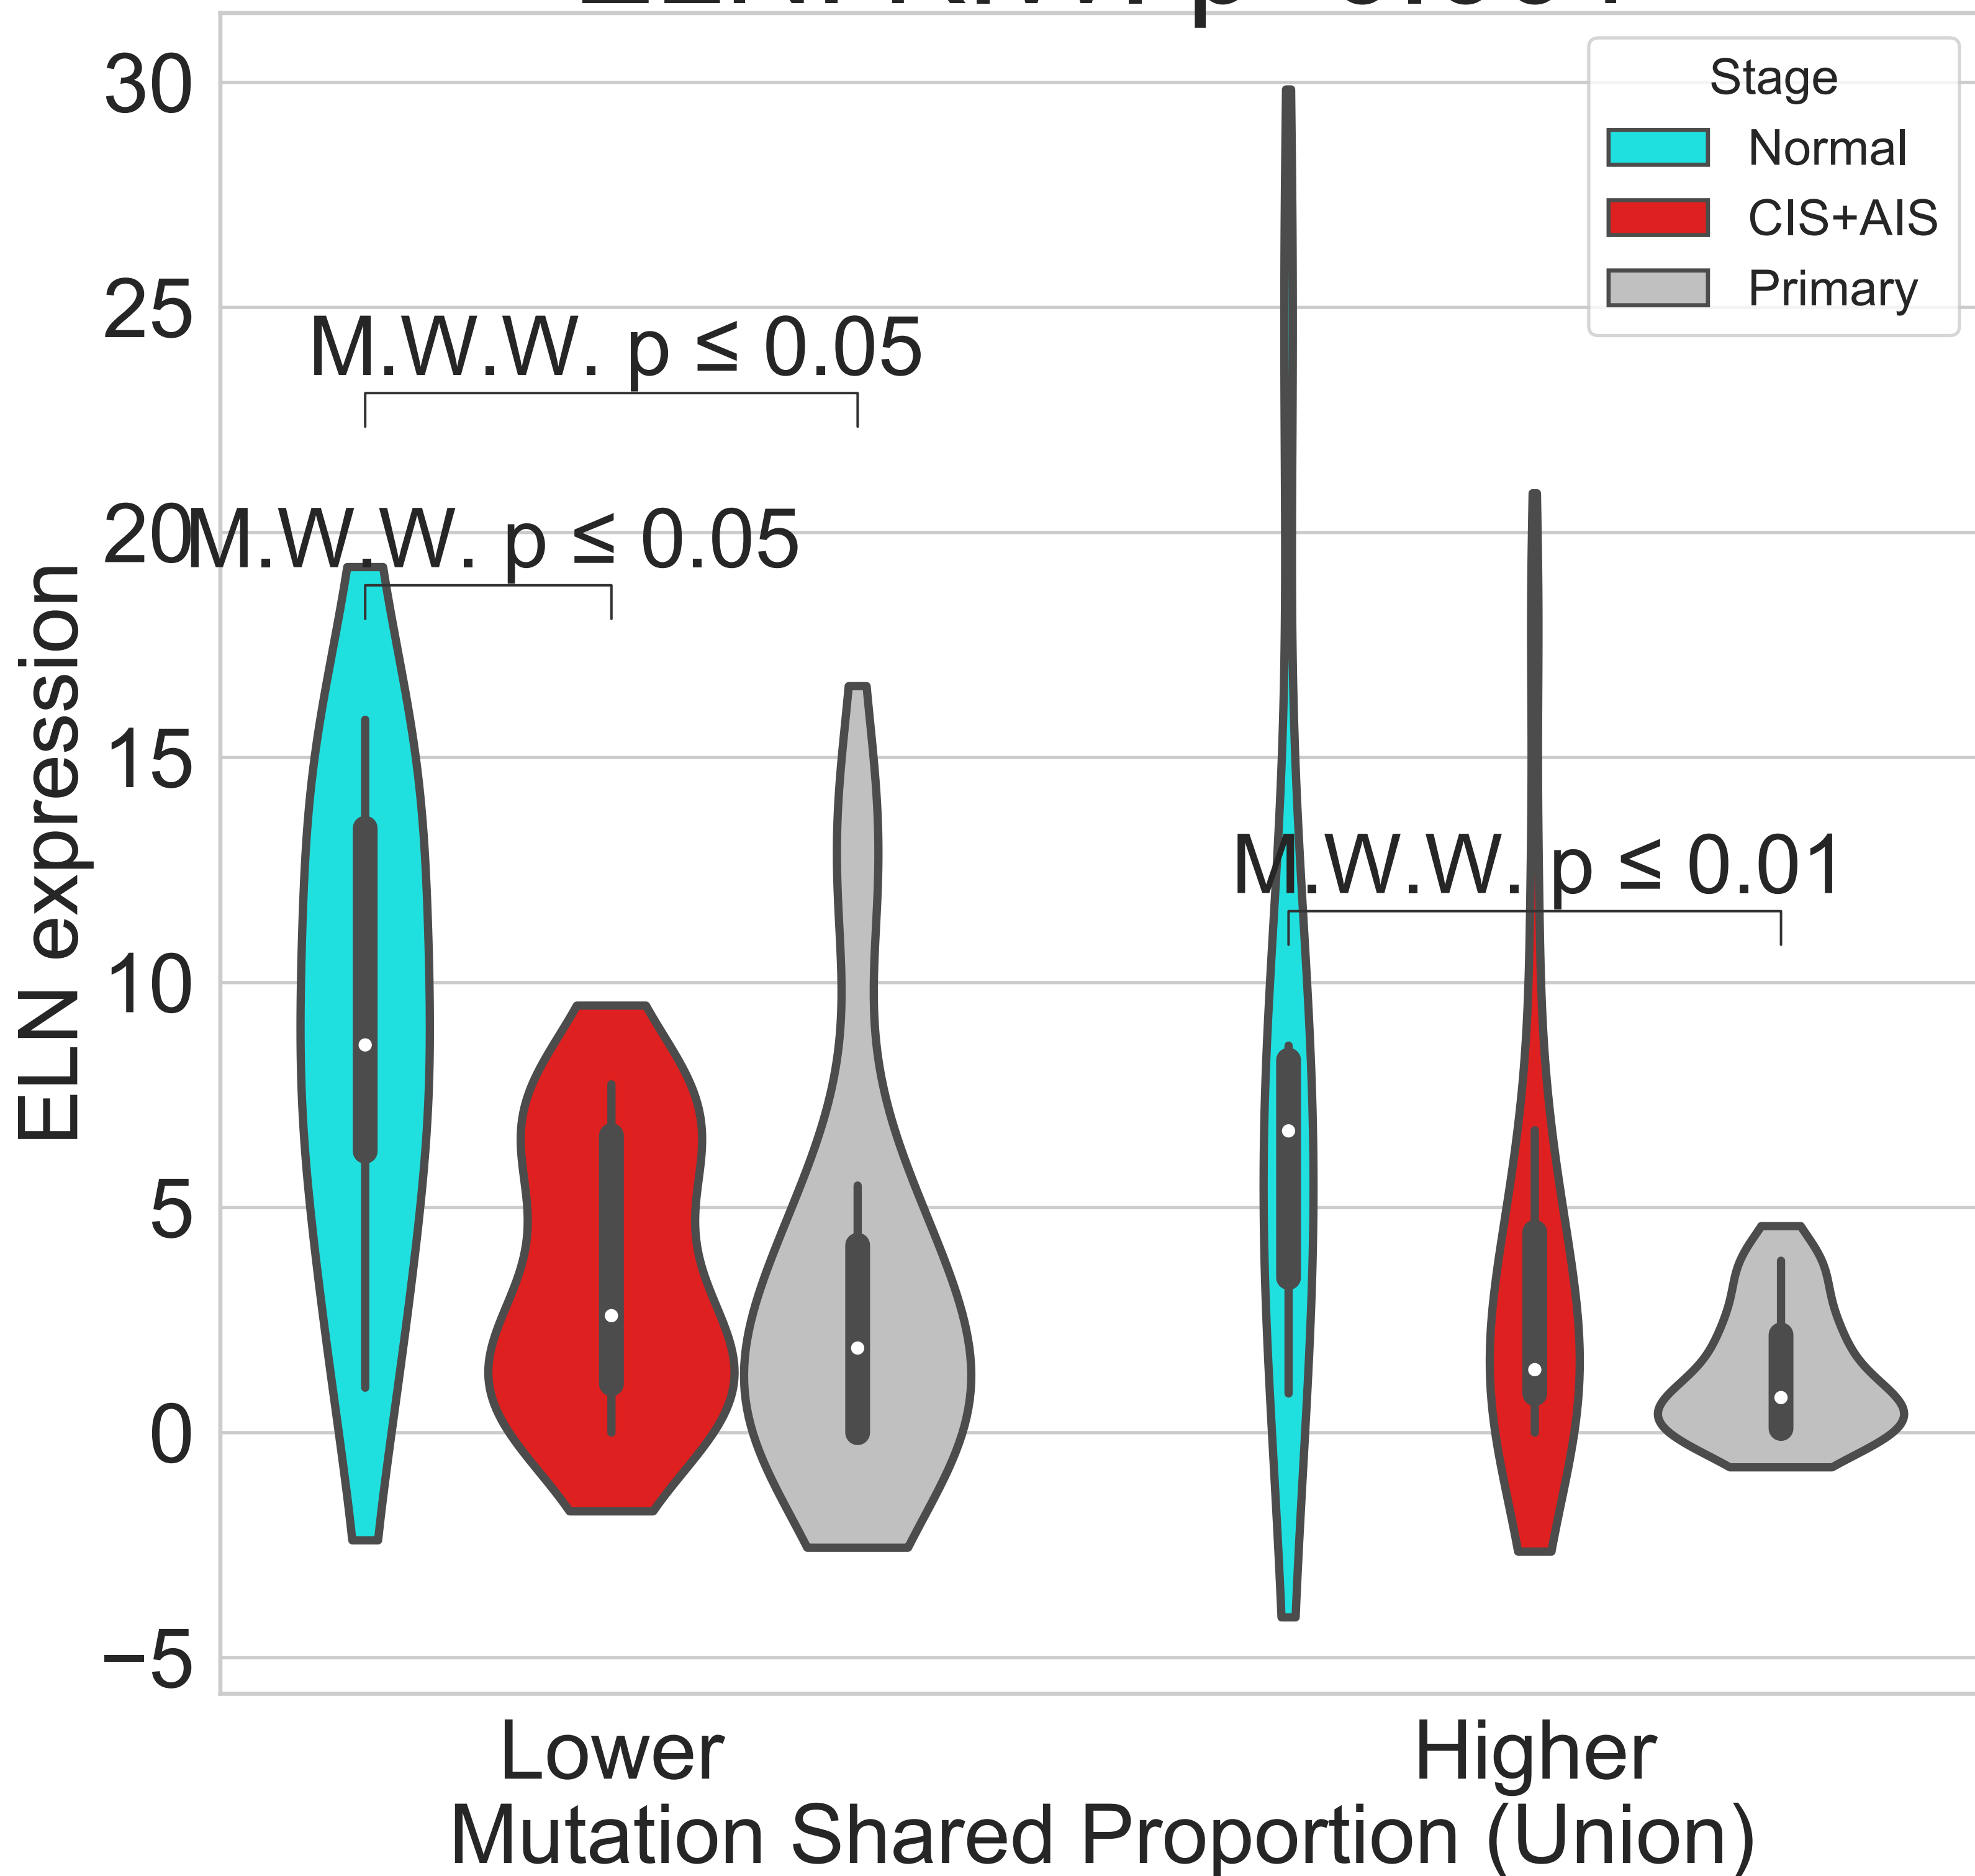 Stage
Normal
CIS+AIS
Primary
30
25
20
15
10
5
0
−5
ELN expression
M.W.W. p ≤ 0.05
M.W.W. p ≤ 0.05
M.W.W. p ≤ 0.01
Lower
Higher
Mutation Shared Proportion (Union)